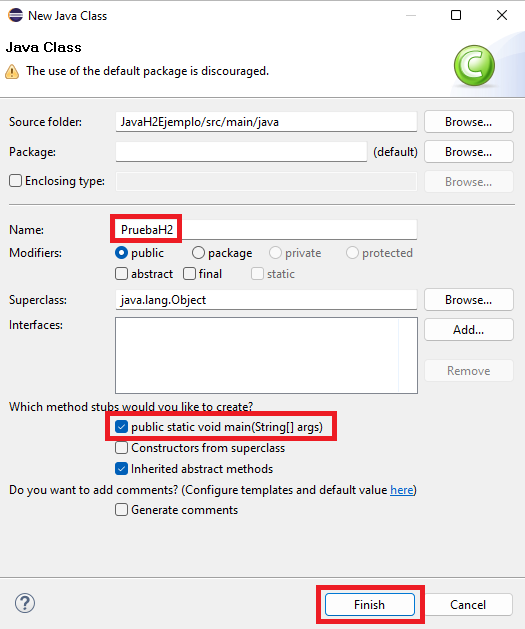 New Java Class
Java Class
The use of the default package is discouraged.
C
Source folder: JavaH2Ejemplo/src/main/java Browse...
Package: (default) Browse...
Enclosing type: Browse...
Name: PruebaH2
Modifiers: public package private protected
abstract final static
Superclass: java.lang.Object Browse...
Interfaces: Add...
Remove
Which method stubs would you like to create?
public static void main(String[] args)
Constructors from superclass
Inherited abstract methods
Do you want to add comments? (Configure templates and default value here)
Generate comments
? Finish Cancel